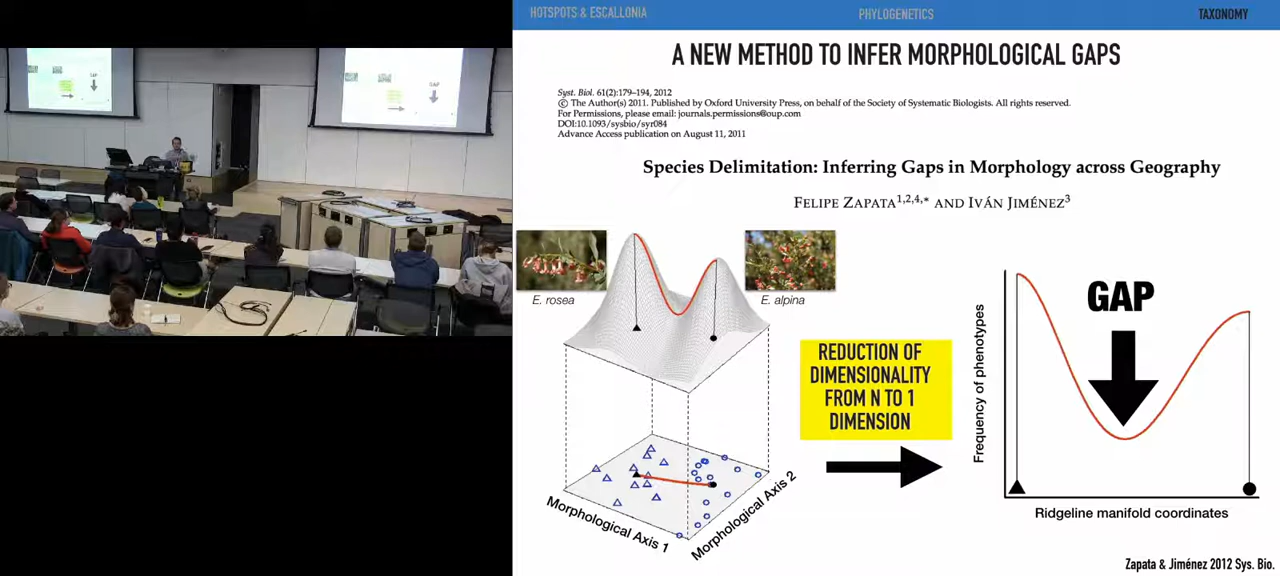 HOTSPOTS & ESCALLONIA
PHYLOGENETICS
TAXONOMY
A NEW METHOD TO INFER MORPHOLOGICAL GAPS
Syst. Biol. 61(2):179–194, 2012
© The Author(s) 2011. Published by Oxford University Press, on behalf of the Society of Systematic Biologists. All rights reserved.
For Permissions, please email: journals.permissions@oup.com
DOI:10.1093/sysbio/syr084
Advance Access publication on August 11, 2011
Species Delimitation: Inferring Gaps in Morphology across Geography
FELIPE ZAPATA1,2,4,* AND IVÁN JIMÉNEZ3
E. rosea
E. alpina
REDUCTION OF
DIMENSIONALITY
FROM N TO 1
DIMENSION
Morphological Axis 1
Morphological Axis 2
Frequency of phenotypes
GAP
Ridgeline manifold coordinates
Zapata & Jiménez 2012 Sys. Bio.
GAP
GAP